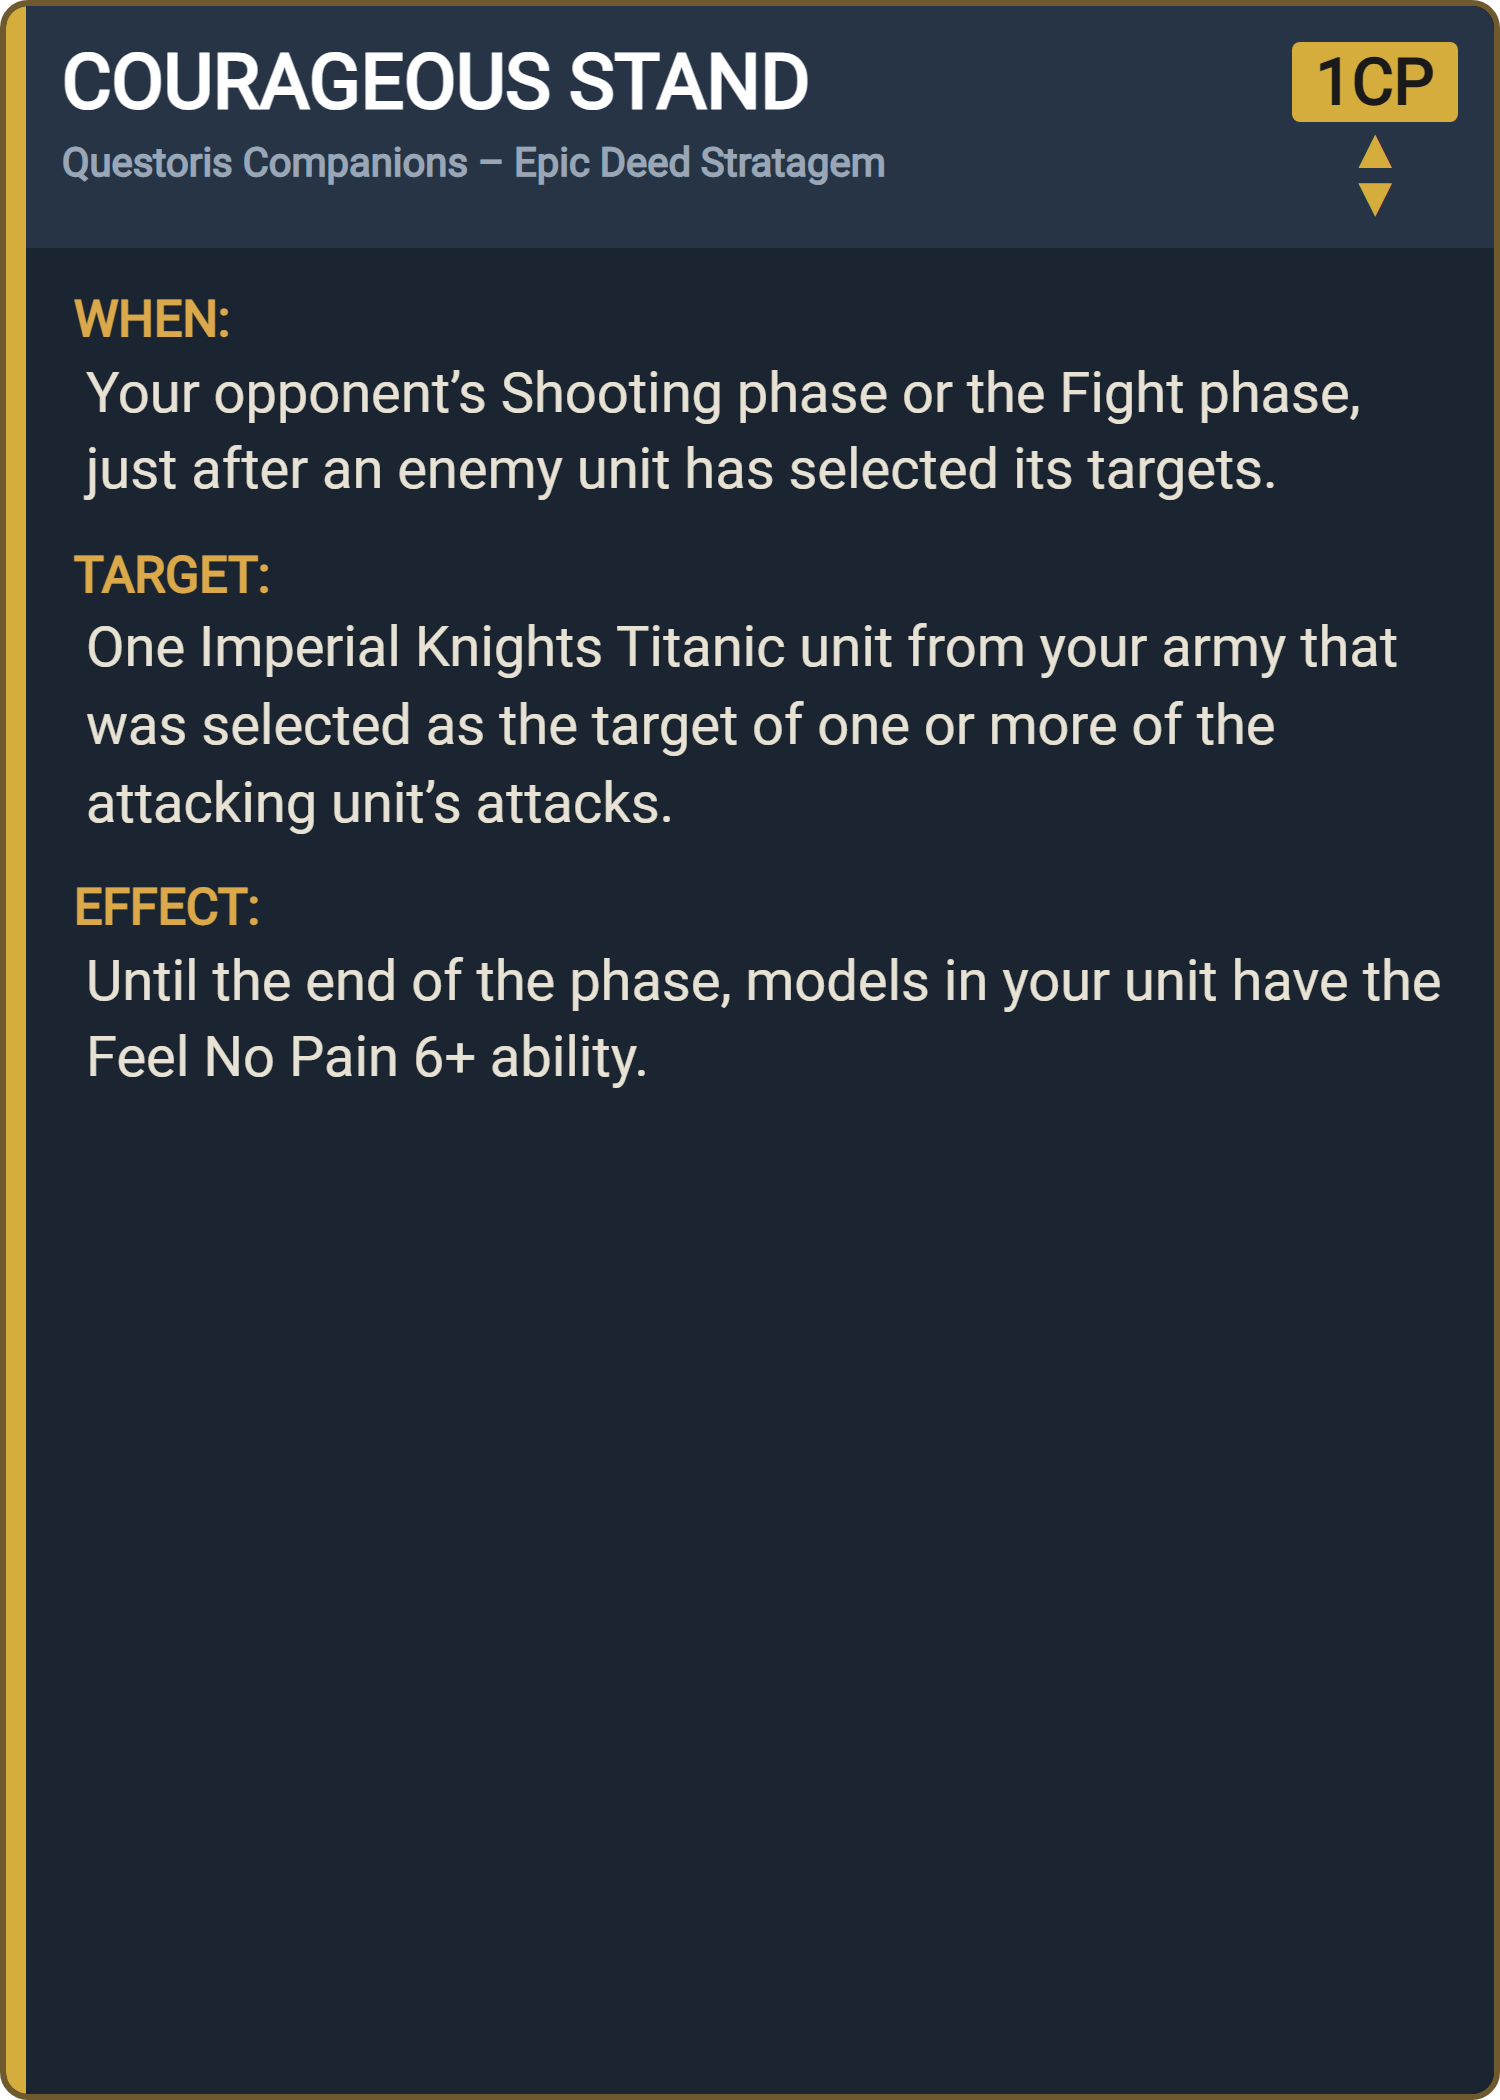 COURAGEOUS STAND
1CP
Questoris Companions – Epic Deed Stratagem
WHEN:
Your opponent’s Shooting phase or the Fight phase,
just after an enemy unit has selected its targets.
TARGET:
One Imperial Knights Titanic unit from your army that
was selected as the target of one or more of the
attacking unit’s attacks.
EFFECT:
Until the end of the phase, models in your unit have the
Feel No Pain 6+ ability.